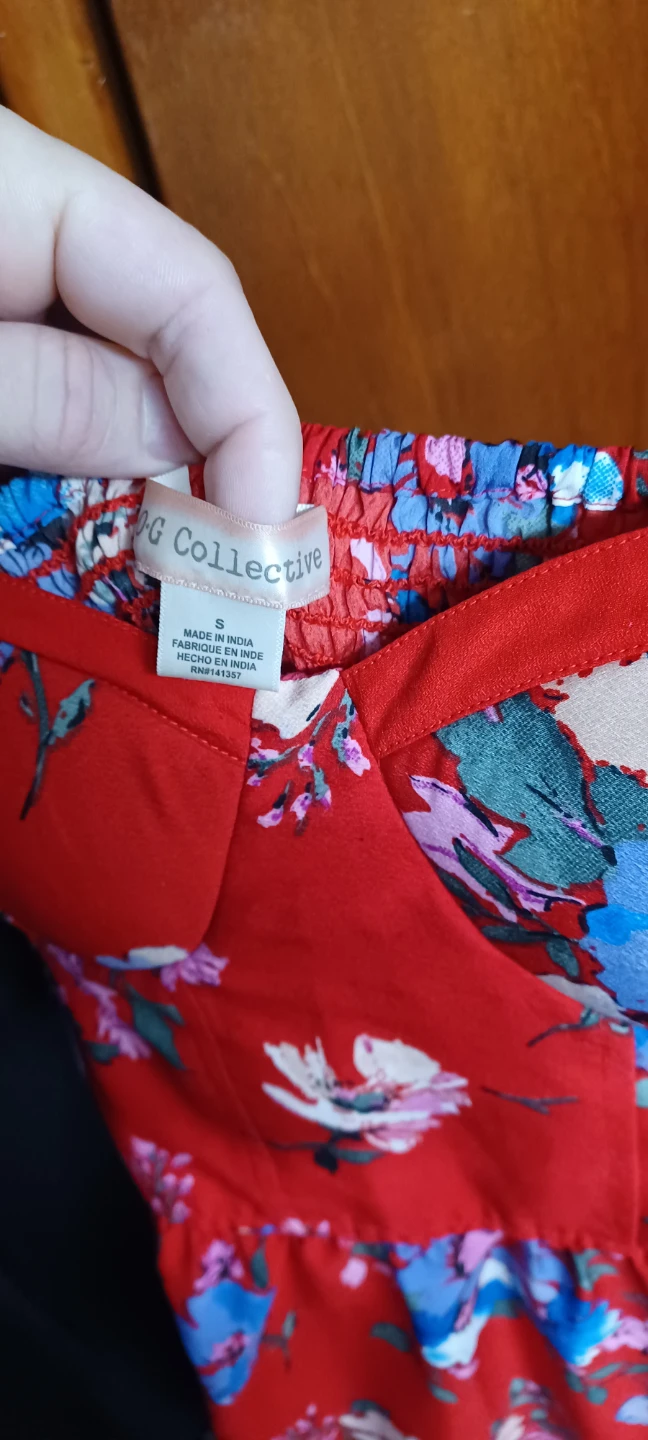 O·G Collective
S
MADE IN INDIA
FABRIQUE EN INDE
HECHO EN INDIA
RN#141357